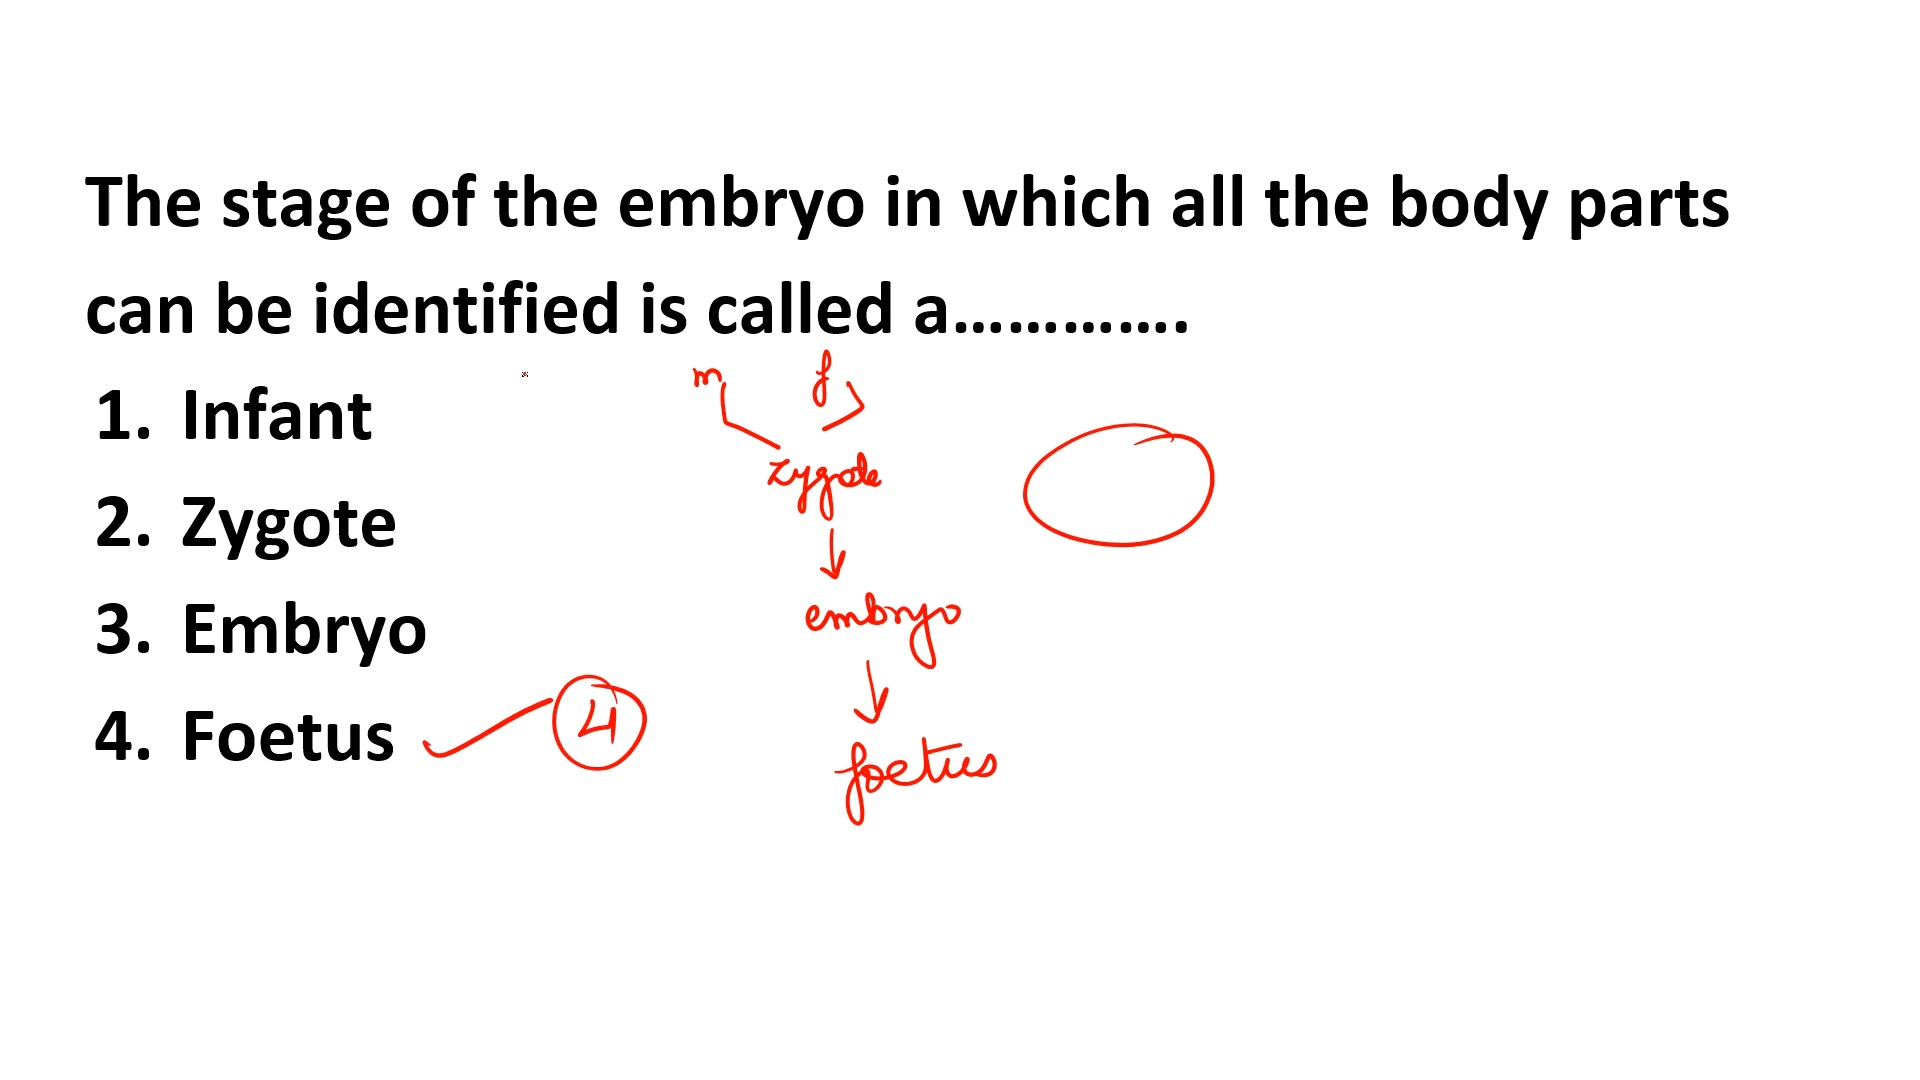 The stage of the embryo in which all the body parts
can be identified is called a………….
m f
1. Infant
zygote
2. Zygote
embryo
3. Embryo
4. Foetus 4
foetus